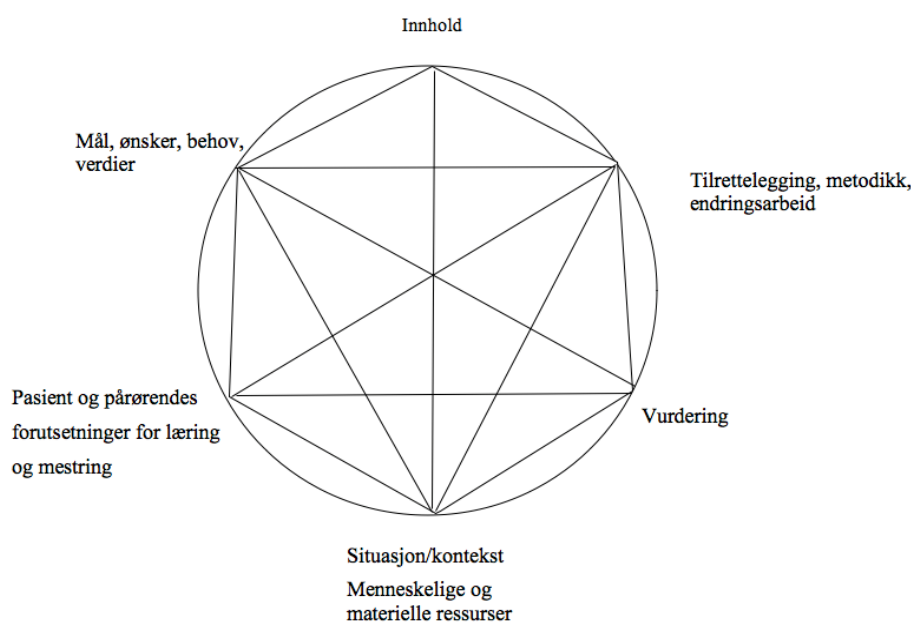 Innhold
Mål, ønsker, behov,
verdier
Tilrettelegging, metodikk,
endringsarbeid
Pasient og pårørendes
forutsetninger for læring
og mestring
Vurdering
Situasjon/kontekst
Menneskelige og
materielle ressurser